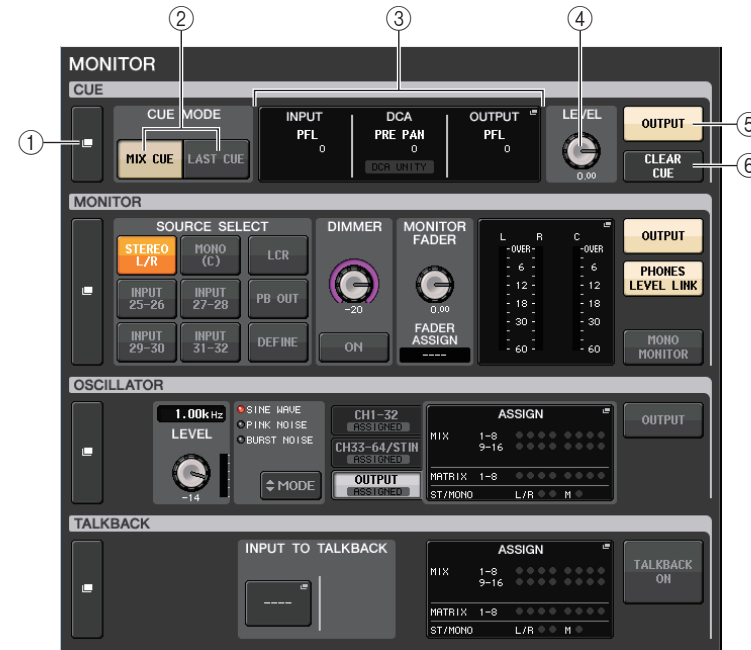 ② ③ ④
MONITOR
CUE
①
CUE MODE
MIX CUE
LAST CUE
INPUT
PFL
0
DCA
PRE PAN
0
DCA UNITY
OUTPUT
PFL
0
LEVEL
0.00
OUTPUT
⑤
CLEAR
CUE
⑥
MONITOR
SOURCE SELECT
STEREO
L/R
MONO
(C)
LCR
INPUT
25-26
INPUT
27-28
PB OUT
INPUT
29-30
INPUT
31-32
DEFINE
DIMMER
-20
ON
MONITOR
FADER
0.00
FADER
ASSIGN
----
L R C
-OVER- -OVER
6 6
12 12
18 18
30 30
60 60
OUTPUT
PHONES
LEVEL LINK
MONO
MONITOR
OSCILLATOR
1.00kHz
LEVEL
-14
SINE WAVE
PINK NOISE
BURST NOISE
MODE
CH1-32
ASSIGNED
CH33-64/STIN
ASSIGNED
OUTPUT
ASSIGNED
ASSIGN
MIX 1-8
9-16
MATRIX 1-8
ST/MONO L/R M
OUTPUT
TALKBACK
INPUT TO TALKBACK
----
ASSIGN
MIX 1-8
9-16
MATRIX 1-8
ST/MONO L/R M
TALKBACK
ON